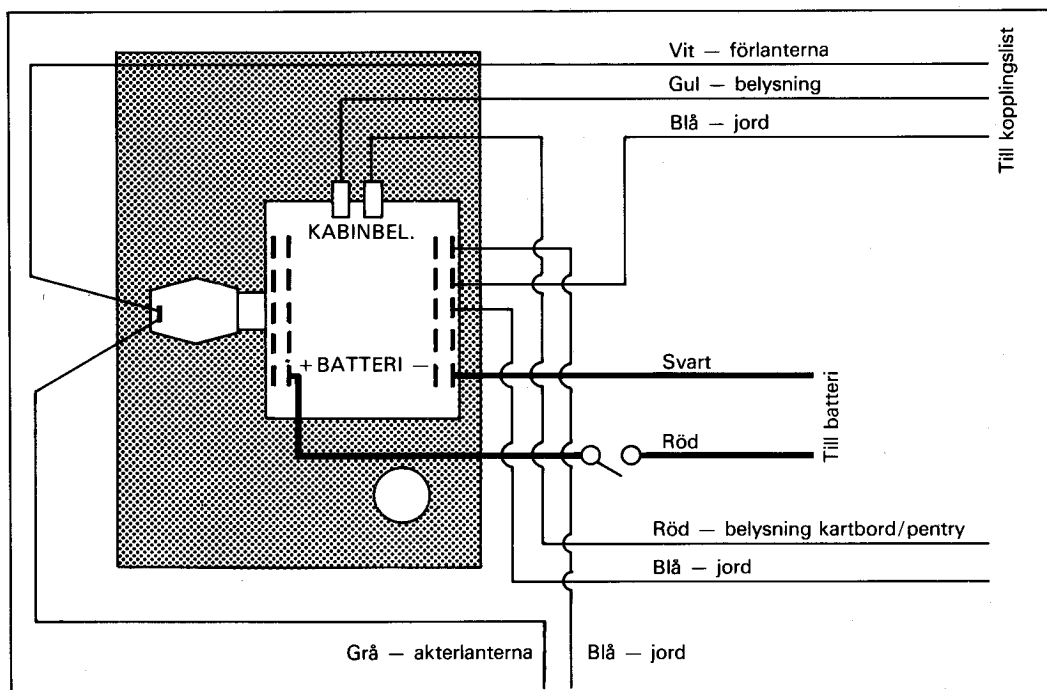 Vit — förlanterna
Gul — belysning
Blå — jord
Till kopplingslist
KABINBEL.
+ BATTERI —
Svart
Röd
Till batteri
Röd — belysning kartbord/pentry
Blå — jord
Grå — akterlanterna
Blå — jord